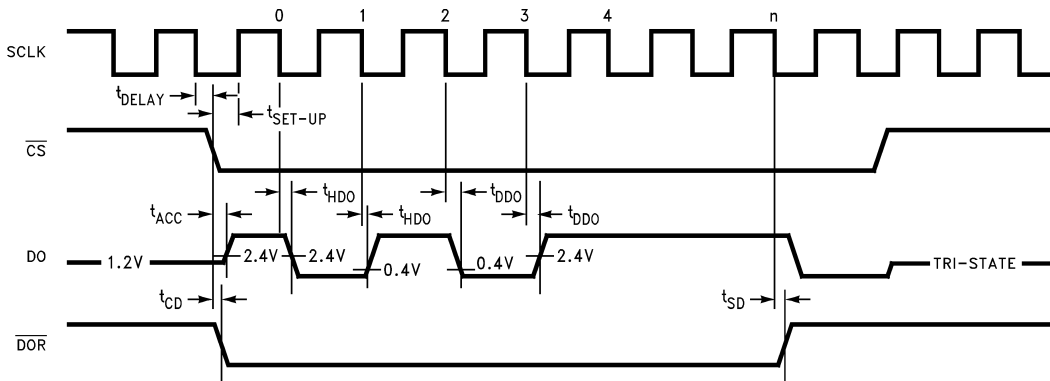 0 1 2 3 4 n
SCLK
tDELAY
tSET-UP
CS
tHDO tDDO
tACC tHDO tDDO
DO 1.2V 2.4V 2.4V 0.4V 0.4V 2.4V TRI-STATE
tCD tSD
DOR